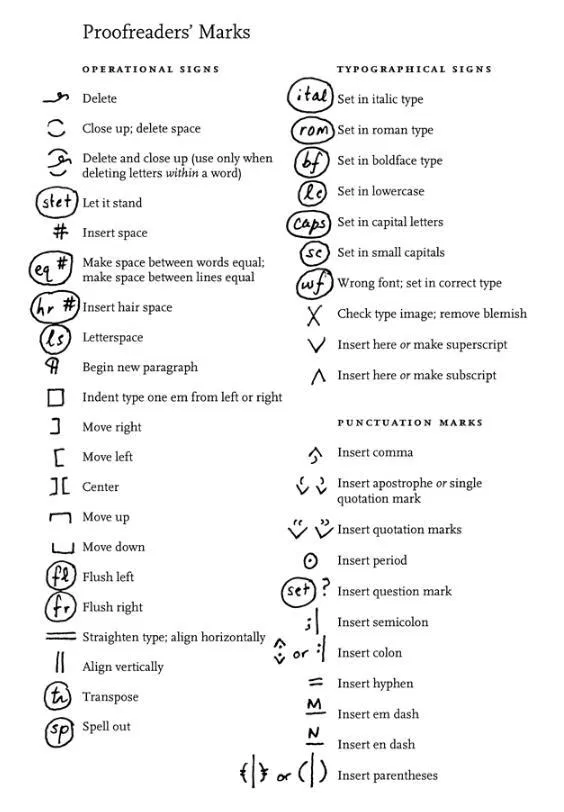 Proofreaders' Marks
OPERATIONAL SIGNS
Delete
Close up; delete space
Delete and close up (use only when
deleting letters within a word)
stet Let it stand
# Insert space
eq # Make space between words equal;
make space between lines equal
hr # Insert hair space
ls Letterspace
¶ Begin new paragraph
□ Indent type one em from left or right
] Move right
[ Move left
][ Center
Move up
Move down
fl Flush left
fr Flush right
Straighten type; align horizontally
|| Align vertically
tr Transpose
sp Spell out
TYPOGRAPHICAL SIGNS
ital Set in italic type
rom Set in roman type
bf Set in boldface type
lc Set in lowercase
caps Set in capital letters
sc Set in small capitals
wf Wrong font; set in correct type
X Check type image; remove blemish
∨ Insert here or make superscript
∧ Insert here or make subscript
PUNCTUATION MARKS
Insert comma
Insert apostrophe or single
quotation mark
Insert quotation marks
⊙ Insert period
set ? Insert question mark
;| Insert semicolon
or :| Insert colon
= Insert hyphen
M Insert em dash
N Insert en dash
(|) or (|) Insert parentheses